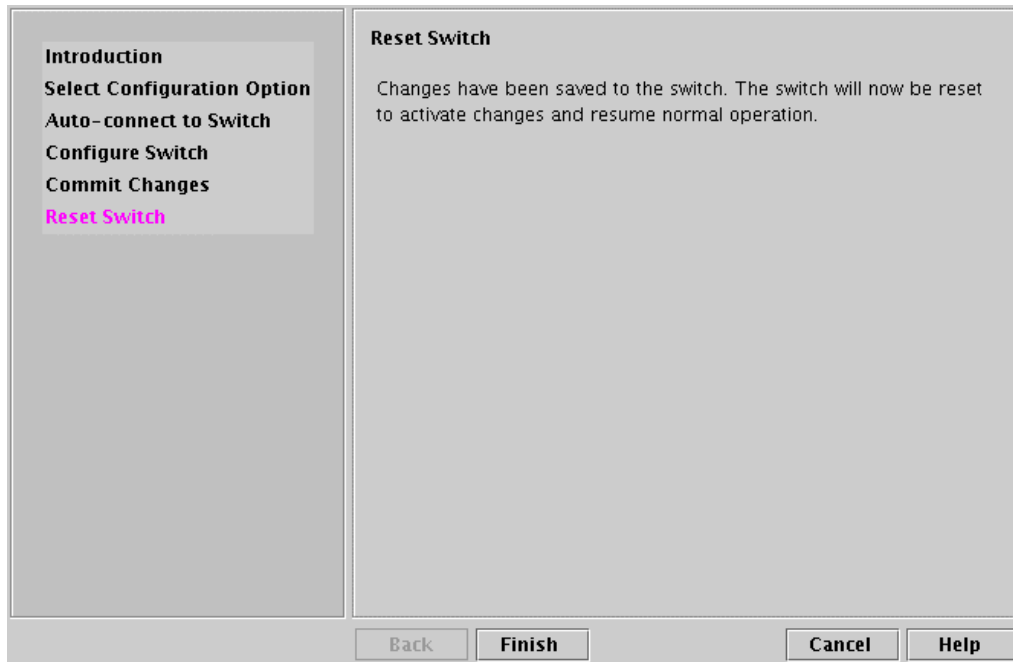 Introduction
Select Configuration Option
Auto-connect to Switch
Configure Switch
Commit Changes
Reset Switch
Reset Switch
Changes have been saved to the switch. The switch will now be reset
to activate changes and resume normal operation.
Back Finish Cancel Help